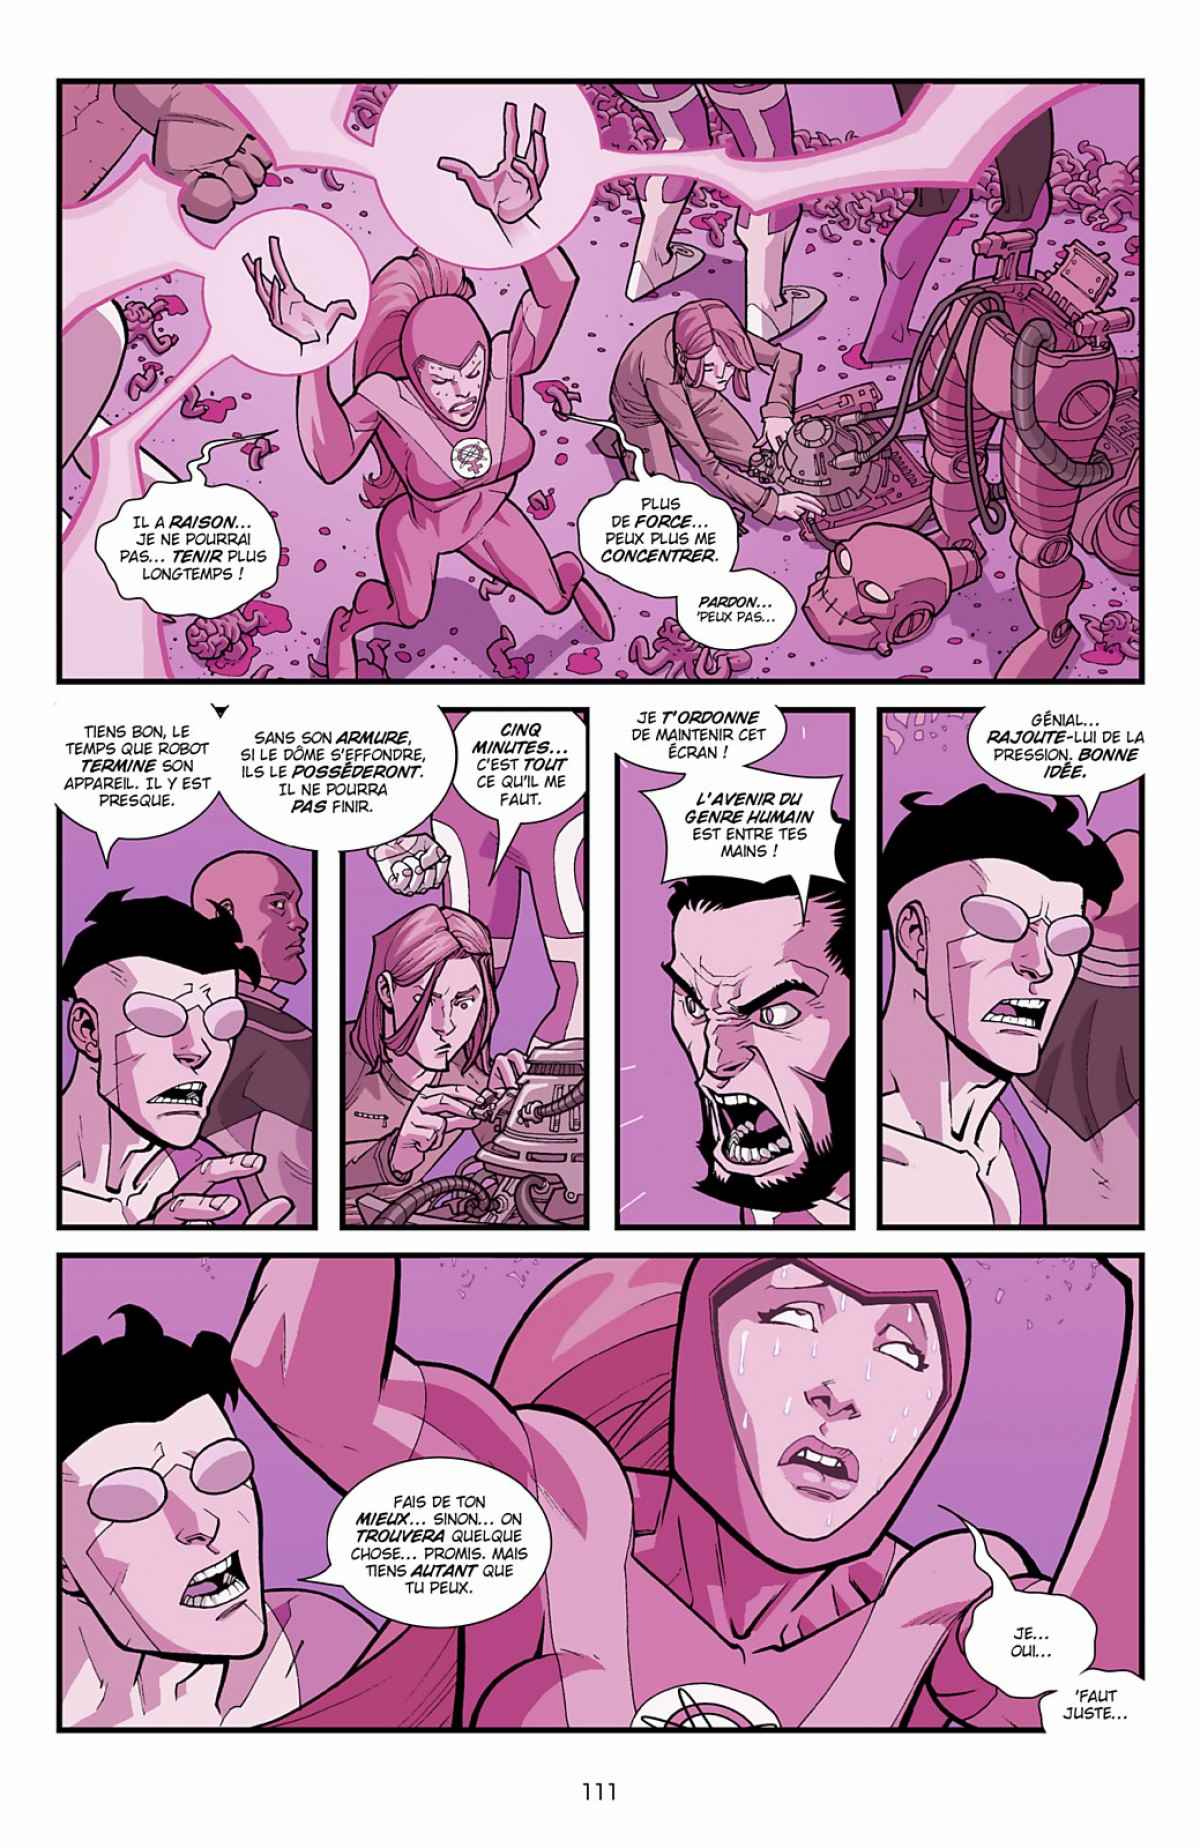 IL A RAISON...
JE NE POURRAI
PAS... TENIR PLUS
LONGTEMPS !
PLUS
DE FORCE...
PEUX PLUS ME
CONCENTRER.
PARDON...
'PEUX PAS...
TIENS BON, LE
TEMPS QUE ROBOT
TERMINE SON
APPAREIL. IL Y EST
PRESQUE.
SANS SON ARMURE,
SI LE DÔME S'EFFONDRE,
ILS LE POSSÉDERONT.
IL NE POURRA
PAS FINIR.
CINQ
MINUTES...
C'EST TOUT
CE QU'IL ME
FAUT.
JE T'ORDONNE
DE MAINTENIR CET
ÉCRAN !
L'AVENIR DU
GENRE HUMAIN
EST ENTRE TES
MAINS !
GÉNIAL...
RAJOUTE-LUI DE LA
PRESSION. BONNE
IDÉE.
FAIS DE TON
MIEUX... SINON... ON
TROUVERA QUELQUE
CHOSE... PROMIS. MAIS
TIENS AUTANT QUE
TU PEUX.
JE...
OUI...
'FAUT
JUSTE...
111